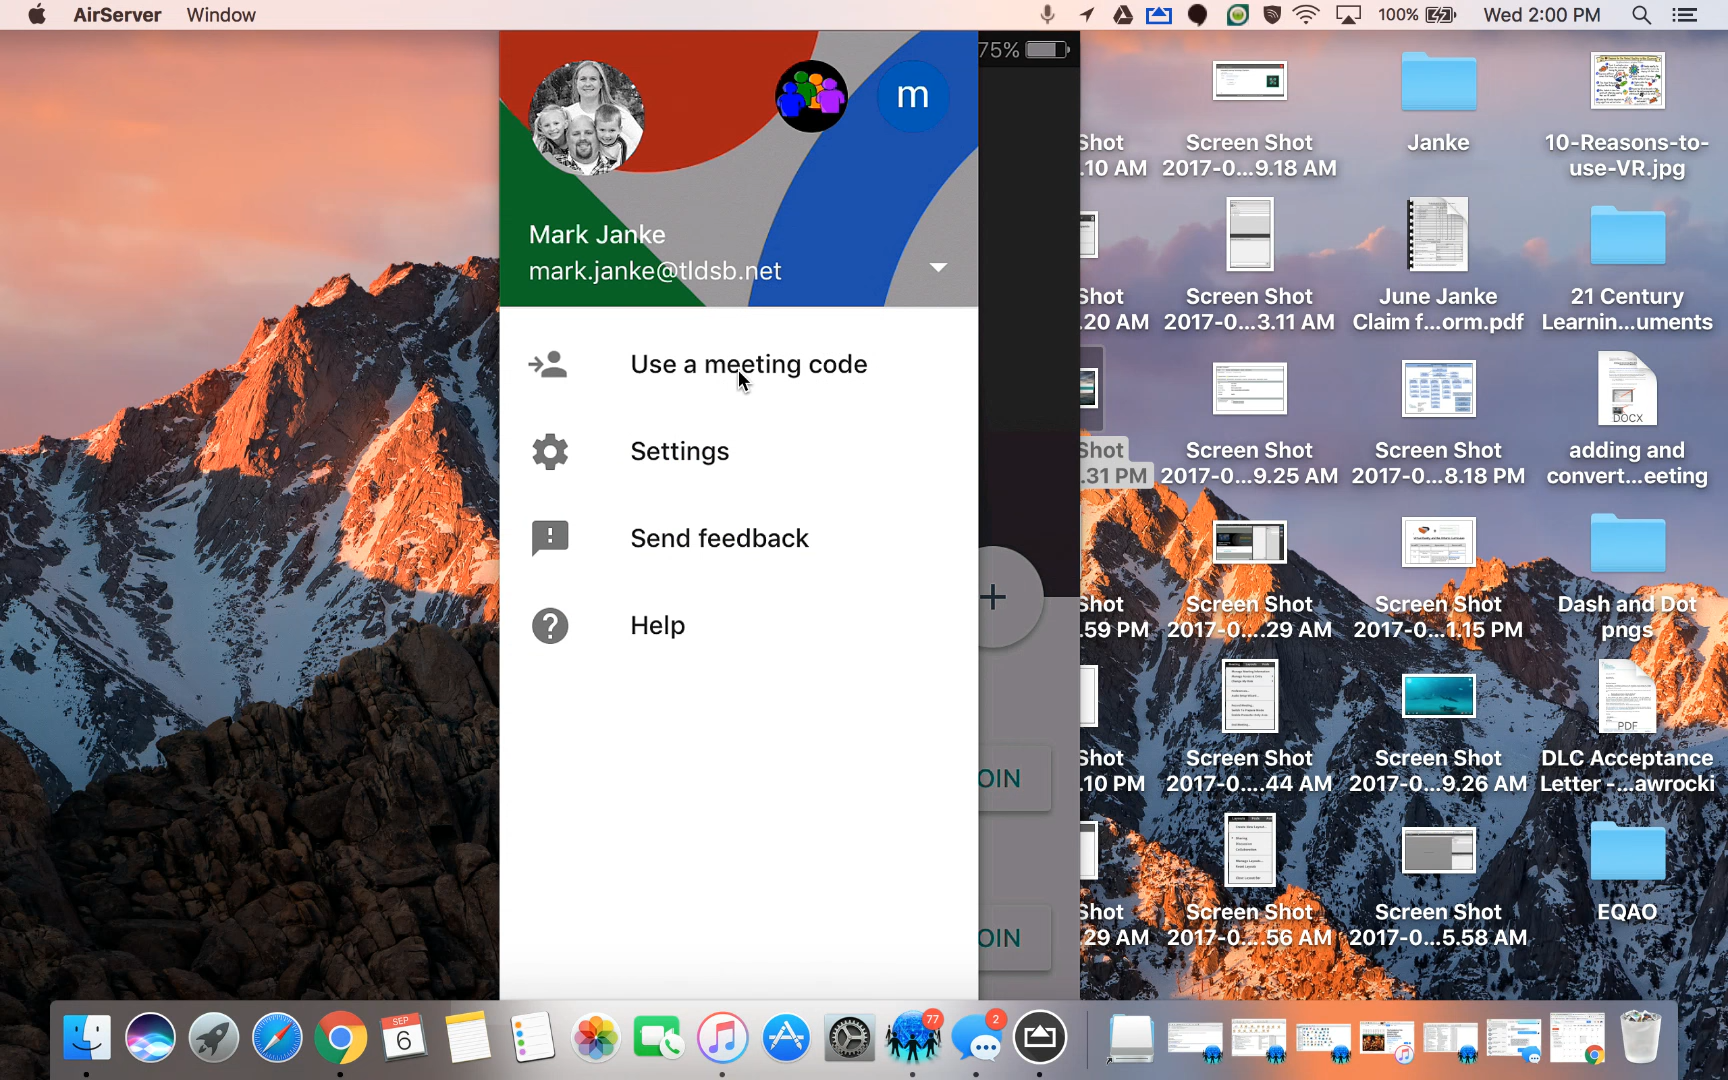 AirServer Window
100% Wed 2:00 PM
75%
m
Mark Janke
mark.janke@tldsb.net
Use a meeting code
Settings
Send feedback
Help
OIN
OIN
Shot
.10 AM
Screen Shot
2017-0...9.18 AM
Janke
10-Reasons-to-
use-VR.jpg
Shot
.20 AM
Screen Shot
2017-0...3.11 AM
June Janke
Claim f...orm.pdf
21 Century
Learnin...uments
Shot
.31 PM
Screen Shot
2017-0...9.25 AM
Screen Shot
2017-0...8.18 PM
DOCX
adding and
convert...eeting
Shot
.59 PM
Screen Shot
2017-0....29 AM
Screen Shot
2017-0...1.15 PM
Dash and Dot
pngs
Shot
.10 PM
Screen Shot
2017-0....44 AM
Screen Shot
2017-0...9.26 AM
PDF
DLC Acceptance
Letter -...awrocki
Shot
.29 AM
Screen Shot
2017-0....56 AM
Screen Shot
2017-0...5.58 AM
EQAO
SEP
6
77
2